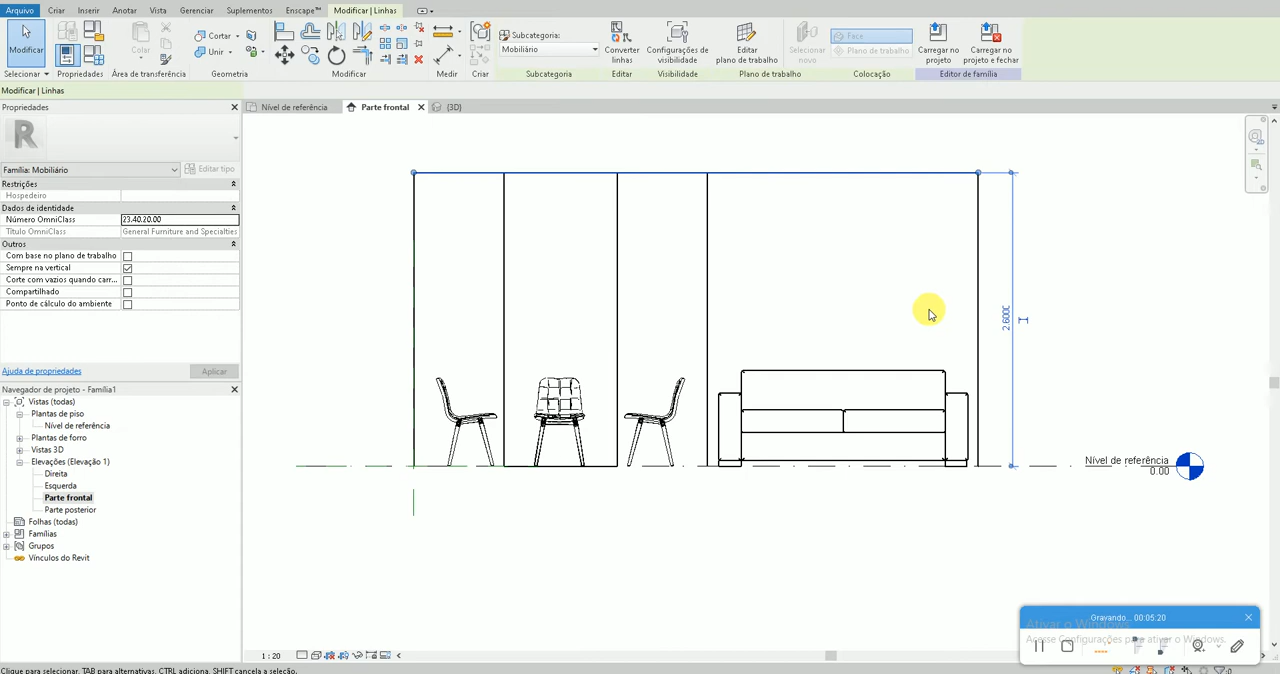 Arquivo Criar Inserir Anotar Vista Gerenciar Suplementos Enscape™ Modificar | Linhas
Modificar
Colar
Cortar
Unir
Subcategoria:
Mobiliário
Converter linhas
Configurações de visibilidade
Editar plano de trabalho
Selecionar novo
Face
Plano de trabalho
Carregar no projeto
Carregar no projeto e fechar
Selecionar Propriedades Área de transferência Geometria Modificar Medir Criar Subcategoria Editar Visibilidade Plano de trabalho Colocação Editor de família
Modificar | Linhas
Propriedades
Nível de referência Parte frontal {3D}
R
Família: Mobiliário Editar tipo
Restrições
Hospedeiro
Dados de identidade
Número OmniClass 23.40.20.00
Título OmniClass General Furniture and Specialties
Outros
Com base no plano de trabalho
Sempre na vertical
Corte com vazios quando carr...
Compartilhado
Ponto de cálculo do ambiente
Ajuda de propriedades Aplicar
Navegador de projeto - Família1
Vistas (todas)
Plantas de piso
Nível de referência
Plantas de forro
Vistas 3D
Elevações (Elevação 1)
Direita
Esquerda
Parte frontal
Parte posterior
Folhas (todas)
Famílias
Grupos
Vínculos do Revit
2.6000
Nível de referência
0.00
Gravando... 00:05:20
Ativar o Windows
Acesse Configurações para ativar o Windows.
1 : 20
Clique para selecionar, TAB para alternativas, CTRL adiciona, SHIFT cancela a seleção.
:0